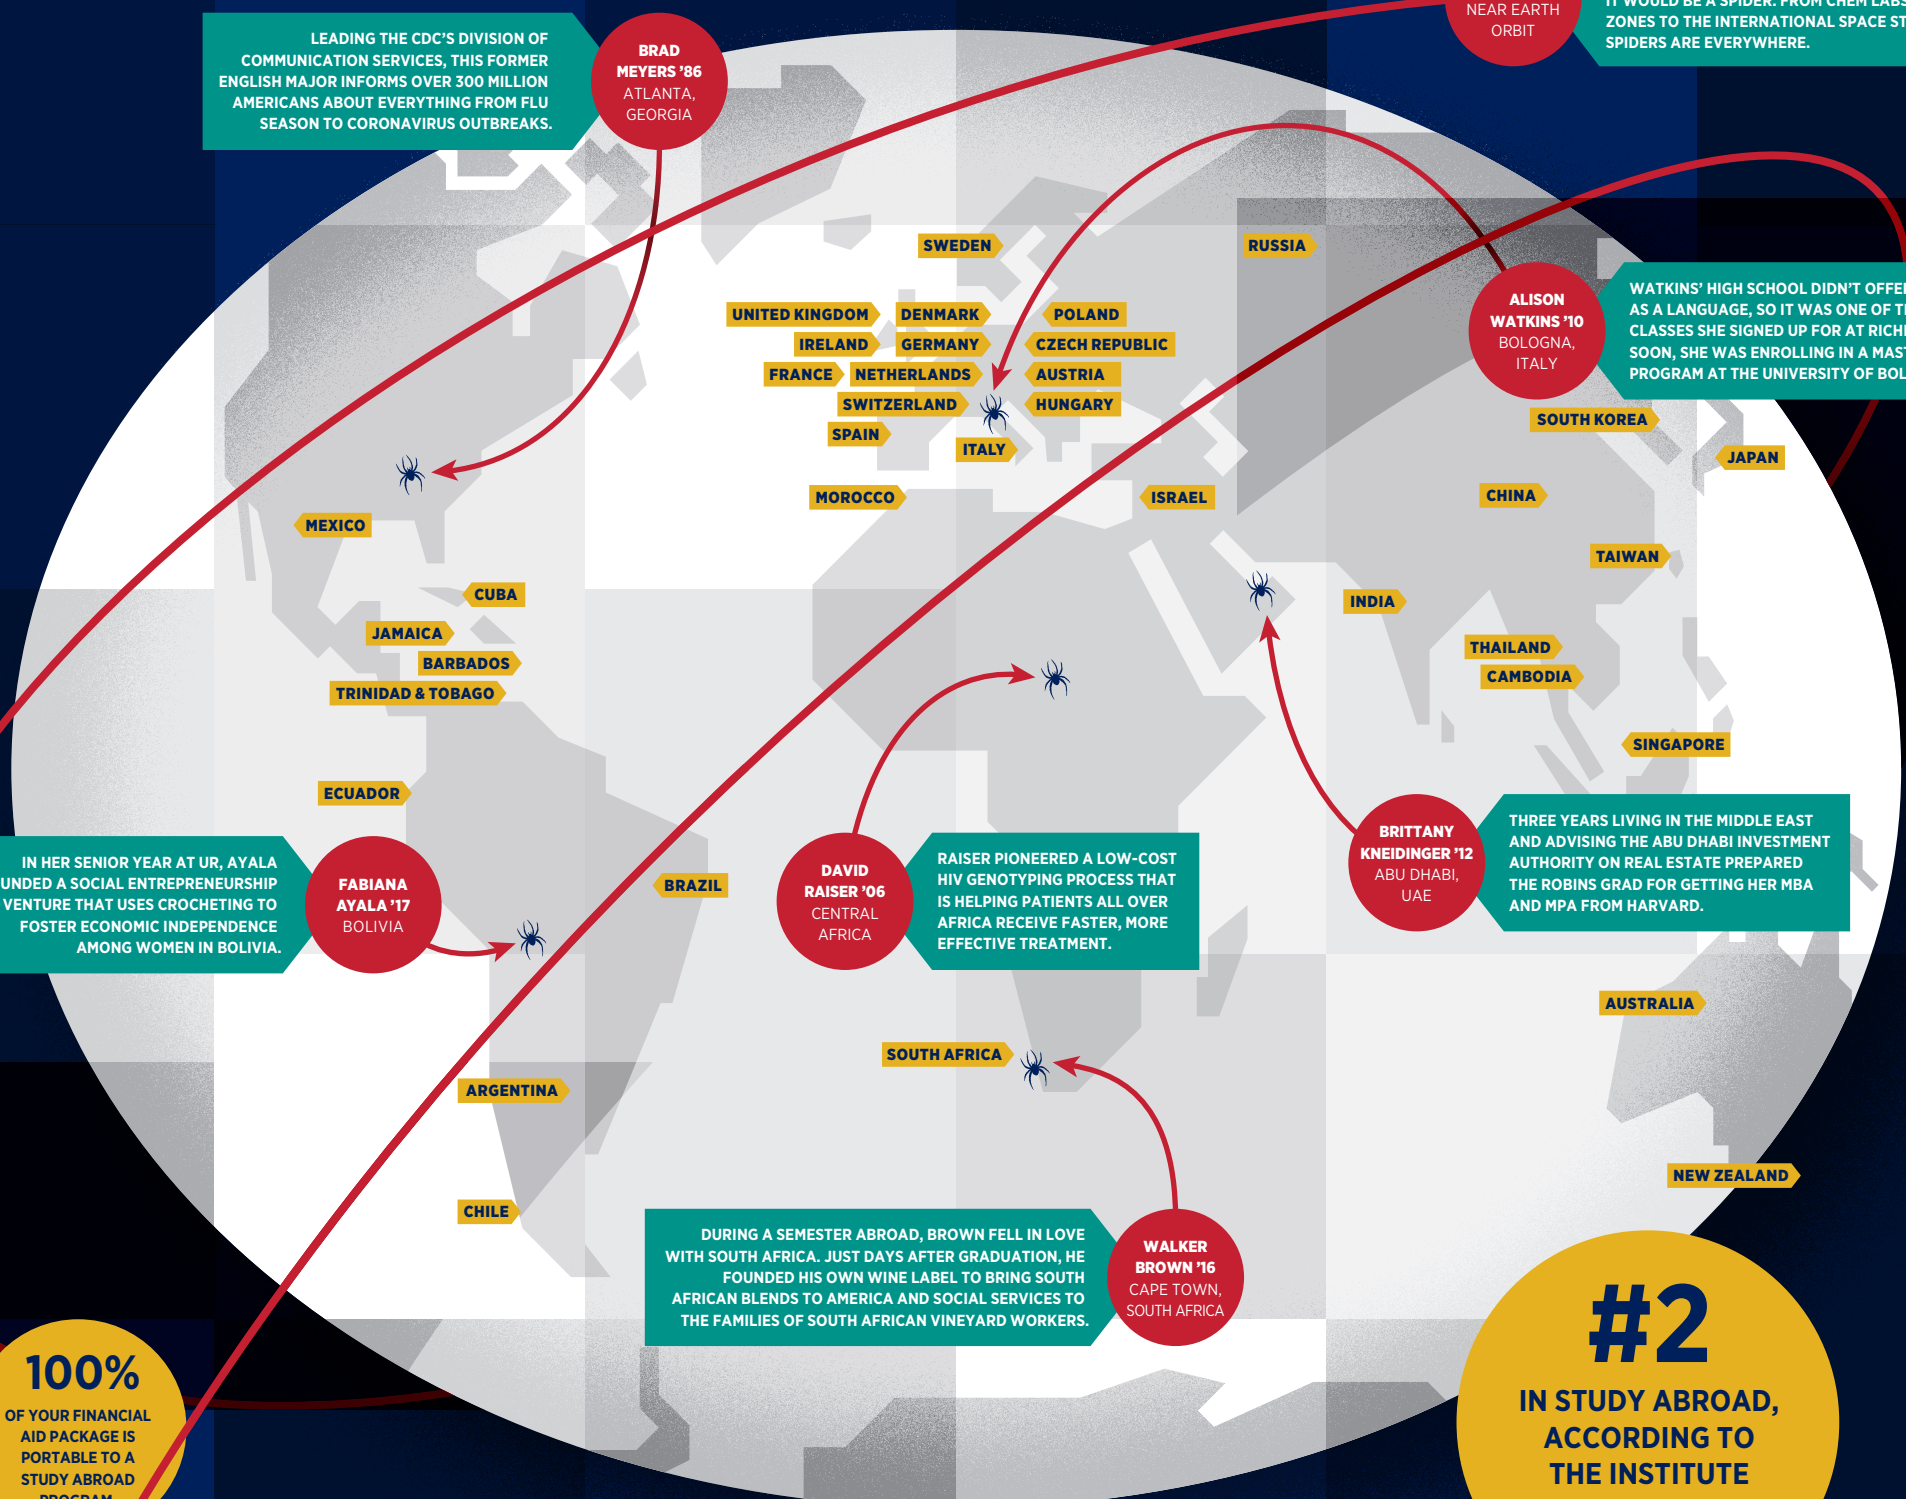 LEADING THE CDC'S DIVISION OF
COMMUNICATION SERVICES, THIS FORMER
ENGLISH MAJOR INFORMS OVER 300 MILLION
AMERICANS ABOUT EVERYTHING FROM FLU
SEASON TO CORONAVIRUS OUTBREAKS.
BRAD
MEYERS '86
ATLANTA,
GEORGIA
NEAR EARTH
ORBIT
IT WOULD BE A SPIDER. FROM CHEM LABS
ZONES TO THE INTERNATIONAL SPACE ST
SPIDERS ARE EVERYWHERE.
SWEDEN
RUSSIA
UNITED KINGDOM
DENMARK
POLAND
IRELAND
GERMANY
CZECH REPUBLIC
FRANCE
NETHERLANDS
AUSTRIA
SWITZERLAND
HUNGARY
SPAIN
ITALY
ALISON
WATKINS '10
BOLOGNA,
ITALY
WATKINS' HIGH SCHOOL DIDN'T OFFE
AS A LANGUAGE, SO IT WAS ONE OF T
CLASSES SHE SIGNED UP FOR AT RICH
SOON, SHE WAS ENROLLING IN A MAS
PROGRAM AT THE UNIVERSITY OF BOL
SOUTH KOREA
JAPAN
MOROCCO
ISRAEL
CHINA
MEXICO
TAIWAN
CUBA
INDIA
JAMAICA
BARBADOS
TRINIDAD & TOBAGO
THAILAND
CAMBODIA
SINGAPORE
ECUADOR
IN HER SENIOR YEAR AT UR, AYALA
UNDED A SOCIAL ENTREPRENEURSHIP
VENTURE THAT USES CROCHETING TO
FOSTER ECONOMIC INDEPENDENCE
AMONG WOMEN IN BOLIVIA.
FABIANA
AYALA '17
BOLIVIA
BRAZIL
DAVID
RAISER '06
CENTRAL
AFRICA
RAISER PIONEERED A LOW-COST
HIV GENOTYPING PROCESS THAT
IS HELPING PATIENTS ALL OVER
AFRICA RECEIVE FASTER, MORE
EFFECTIVE TREATMENT.
BRITTANY
KNEIDINGER '12
ABU DHABI,
UAE
THREE YEARS LIVING IN THE MIDDLE EAST
AND ADVISING THE ABU DHABI INVESTMENT
AUTHORITY ON REAL ESTATE PREPARED
THE ROBINS GRAD FOR GETTING HER MBA
AND MPA FROM HARVARD.
AUSTRALIA
SOUTH AFRICA
ARGENTINA
NEW ZEALAND
CHILE
DURING A SEMESTER ABROAD, BROWN FELL IN LOVE
WITH SOUTH AFRICA. JUST DAYS AFTER GRADUATION, HE
FOUNDED HIS OWN WINE LABEL TO BRING SOUTH
AFRICAN BLENDS TO AMERICA AND SOCIAL SERVICES TO
THE FAMILIES OF SOUTH AFRICAN VINEYARD WORKERS.
WALKER
BROWN '16
CAPE TOWN,
SOUTH AFRICA
100%
OF YOUR FINANCIAL
AID PACKAGE IS
PORTABLE TO A
STUDY ABROAD
PROGRAM
#2
IN STUDY ABROAD,
ACCORDING TO
THE INSTITUTE